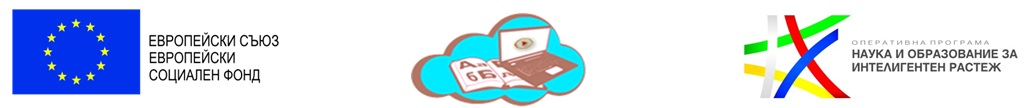 ЕВРОПЕЙСКИ СЪЮЗ
ЕВРОПЕЙСКИ
СОЦИАЛЕН ФОНД
ОПЕРАТИВНА ПРОГРАМА
НАУКА И ОБРАЗОВАНИЕ ЗА
ИНТЕЛИГЕНТЕН РАСТЕЖ